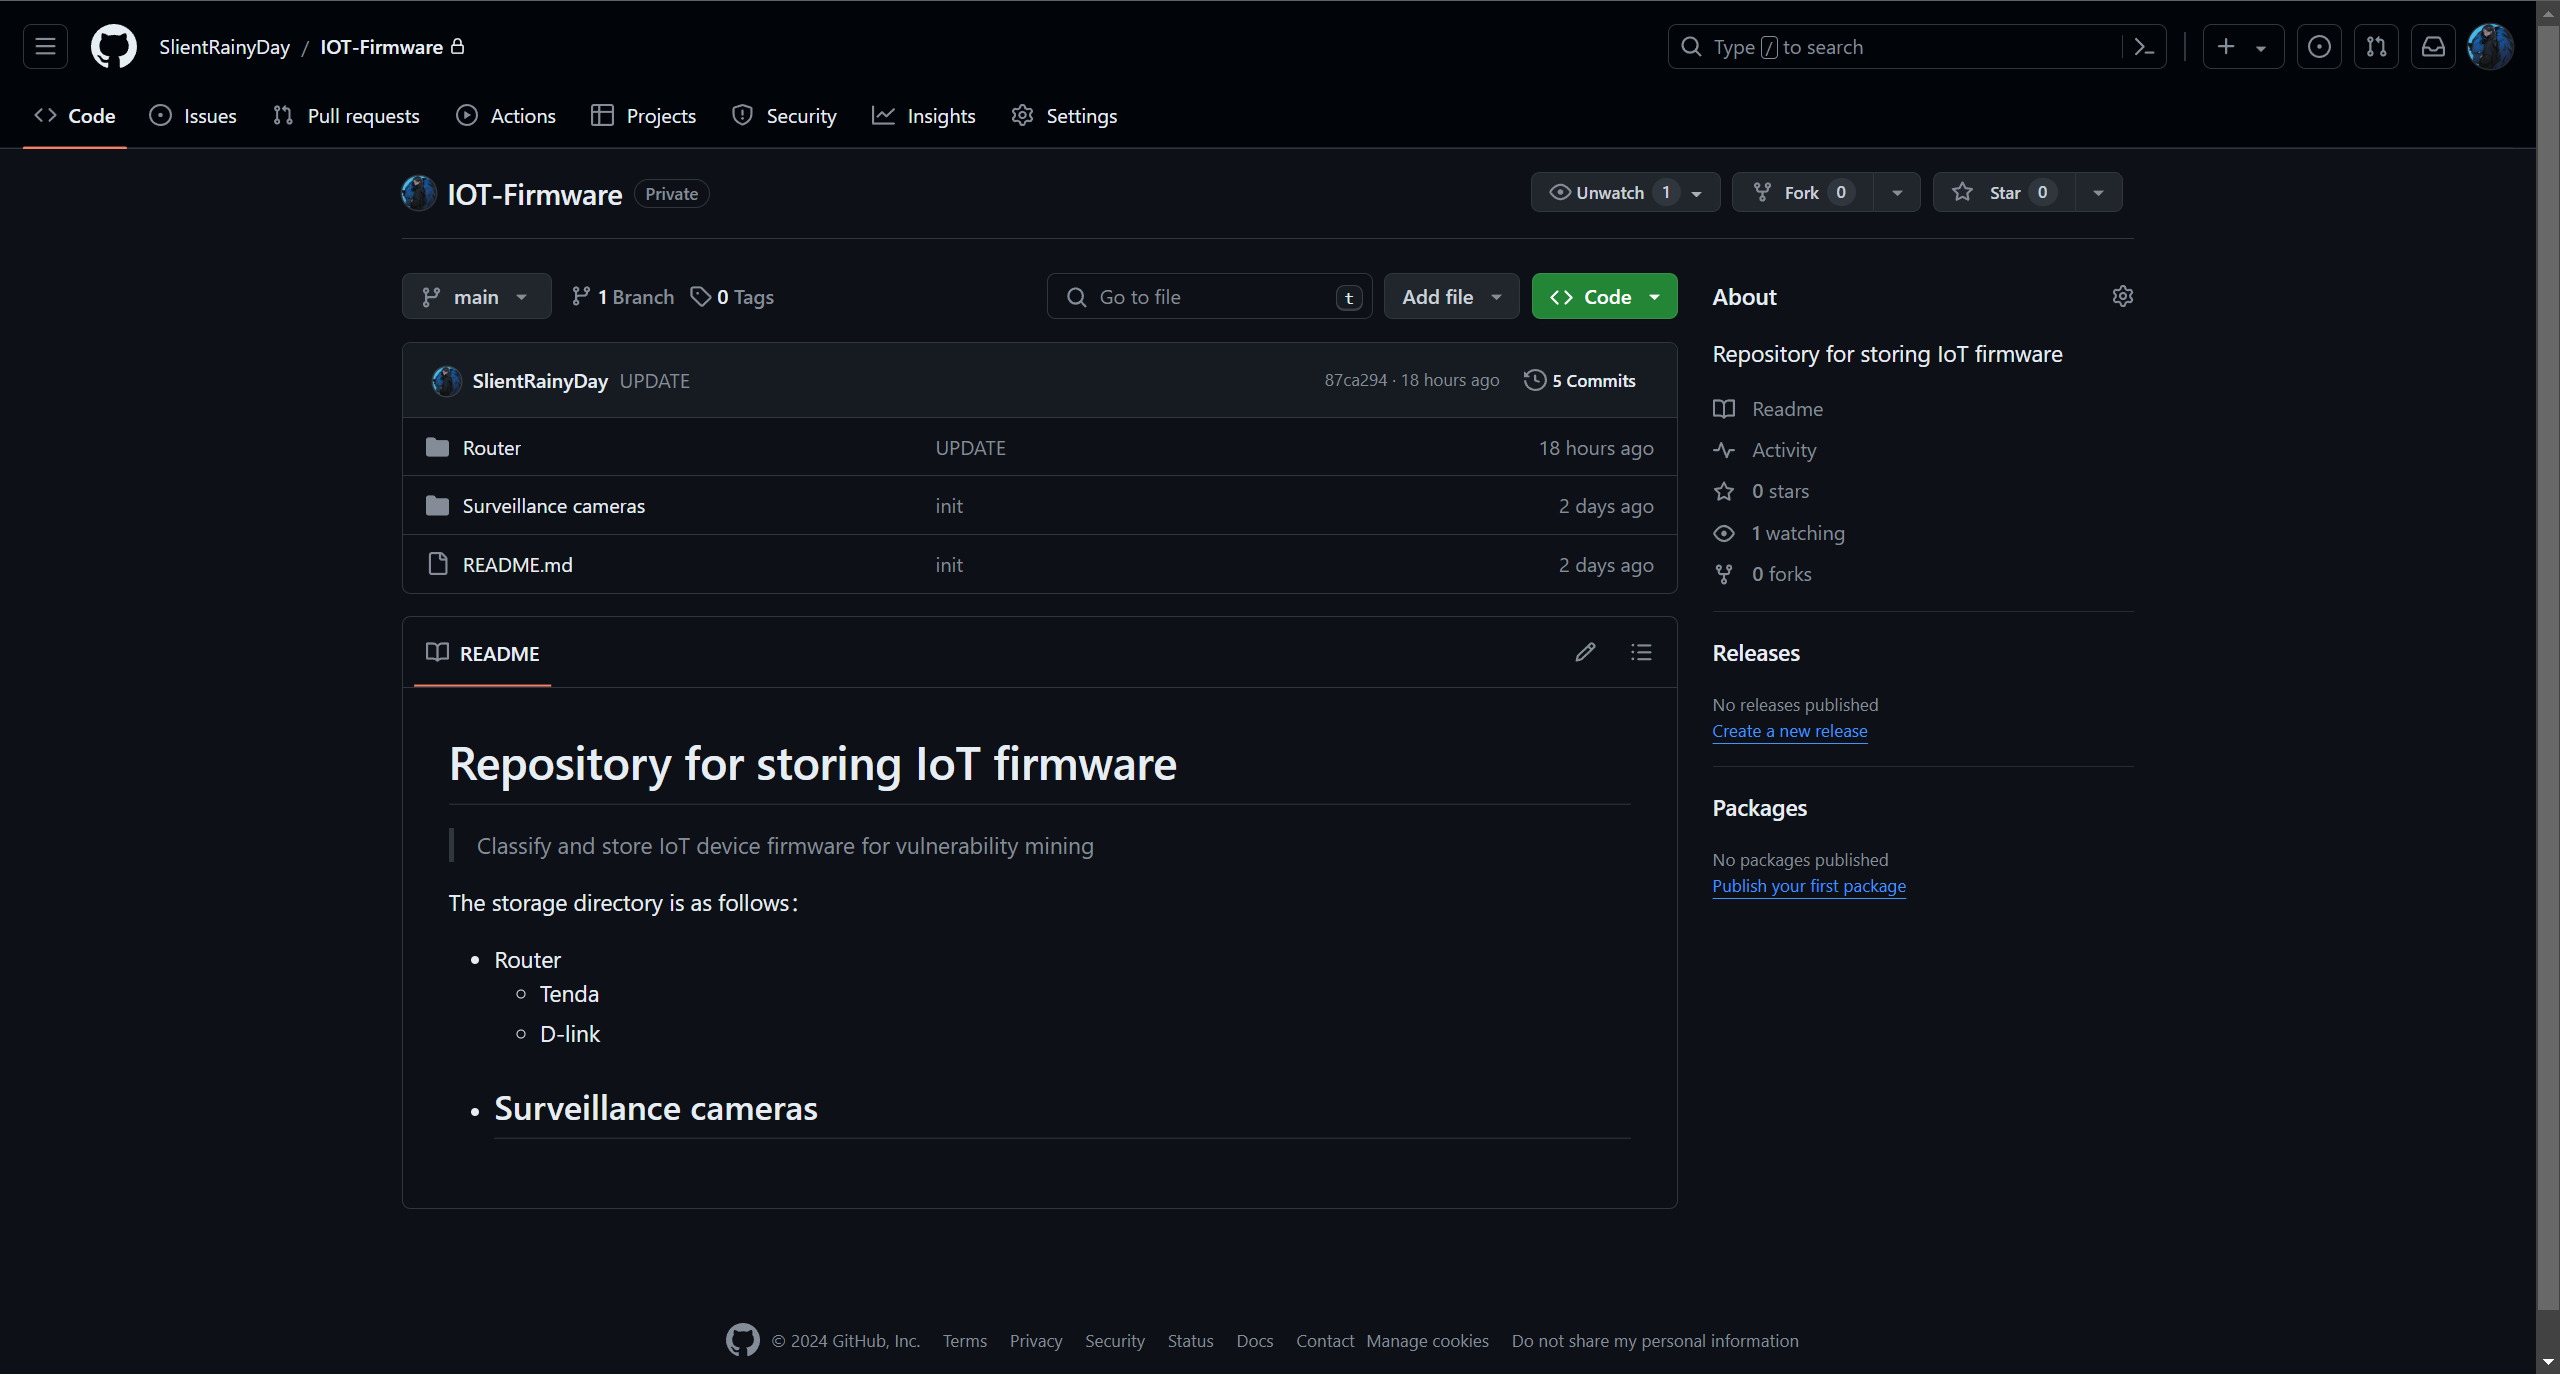 SlientRainyDay / IOT-Firmware
Type / to search
Code Issues Pull requests Actions Projects Security Insights Settings
IOT-Firmware Private
Unwatch 1 Fork 0 Star 0
main 1 Branch 0 Tags
Go to file t Add file Code
SlientRainyDay UPDATE 87ca294 · 18 hours ago 5 Commits
Router UPDATE 18 hours ago
Surveillance cameras init 2 days ago
README.md init 2 days ago
README
Repository for storing IoT firmware
Classify and store IoT device firmware for vulnerability mining
The storage directory is as follows：
Router
Tenda
D-link
Surveillance cameras
About
Repository for storing IoT firmware
Readme
Activity
0 stars
1 watching
0 forks
Releases
No releases published
Create a new release
Packages
No packages published
Publish your first package
© 2024 GitHub, Inc. Terms Privacy Security Status Docs Contact Manage cookies Do not share my personal information